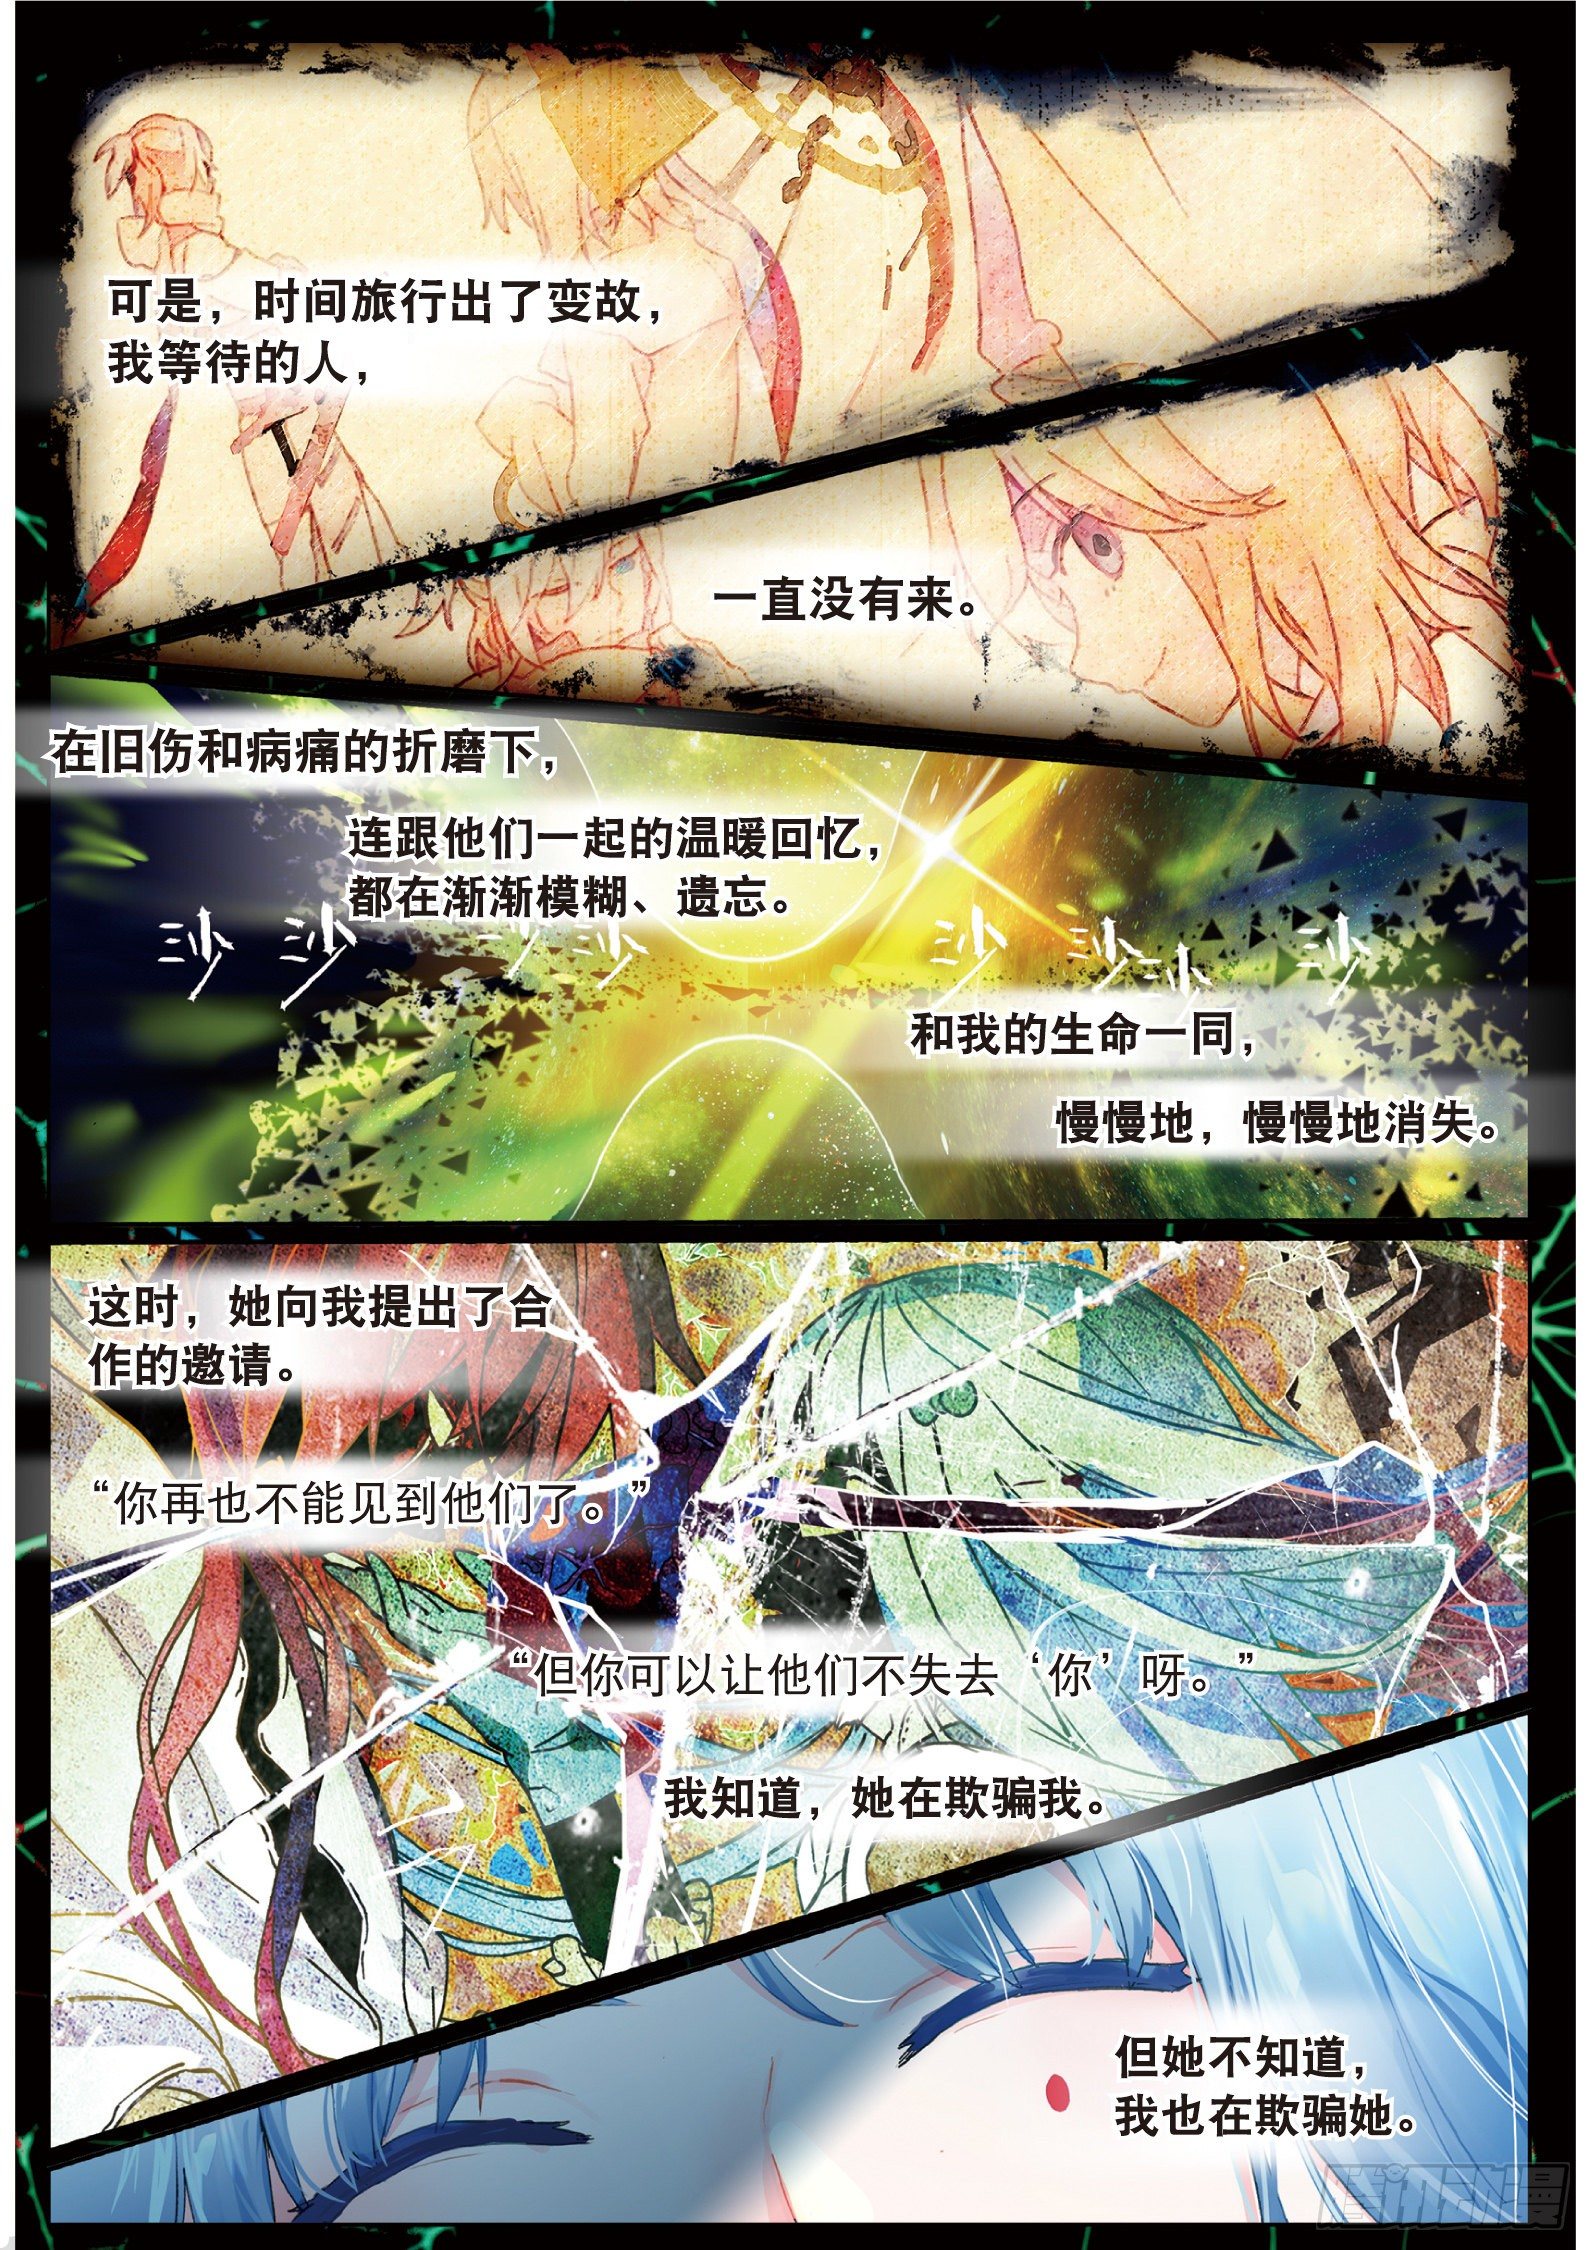 可是，时间旅行出了变故，
我等待的人，
一直没有来。
在旧伤和病痛的折磨下，
连跟他们一起的温暖回忆，
都在渐渐模糊、遗忘。
沙 沙 沙 沙 沙 沙 沙 沙
和我的生命一同，
慢慢地，慢慢地消失。
这时，她向我提出了合
作的邀请。
“你再也不能见到他们了。”
“但你可以让他们不失去‘你’呀。”
我知道，她在欺骗我。
但她不知道，
我也在欺骗她。
腾讯动漫